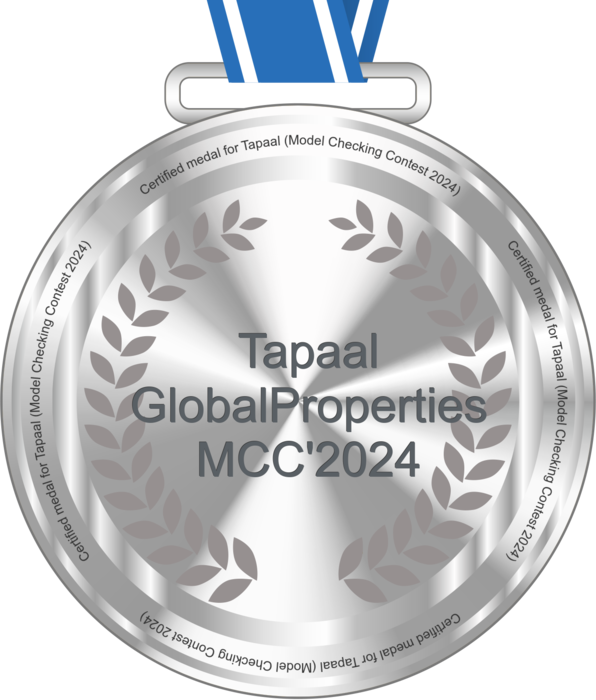 Certified medal for Tapaal (Model Checking Contest 2024)
Certified medal for Tapaal (Model Checking Contest 2024)
Certified medal for Tapaal (Model Checking Contest 2024)
Tapaal
GlobalProperties
MCC'2024
Certified medal for Tapaal (Model Checking Contest 2024)